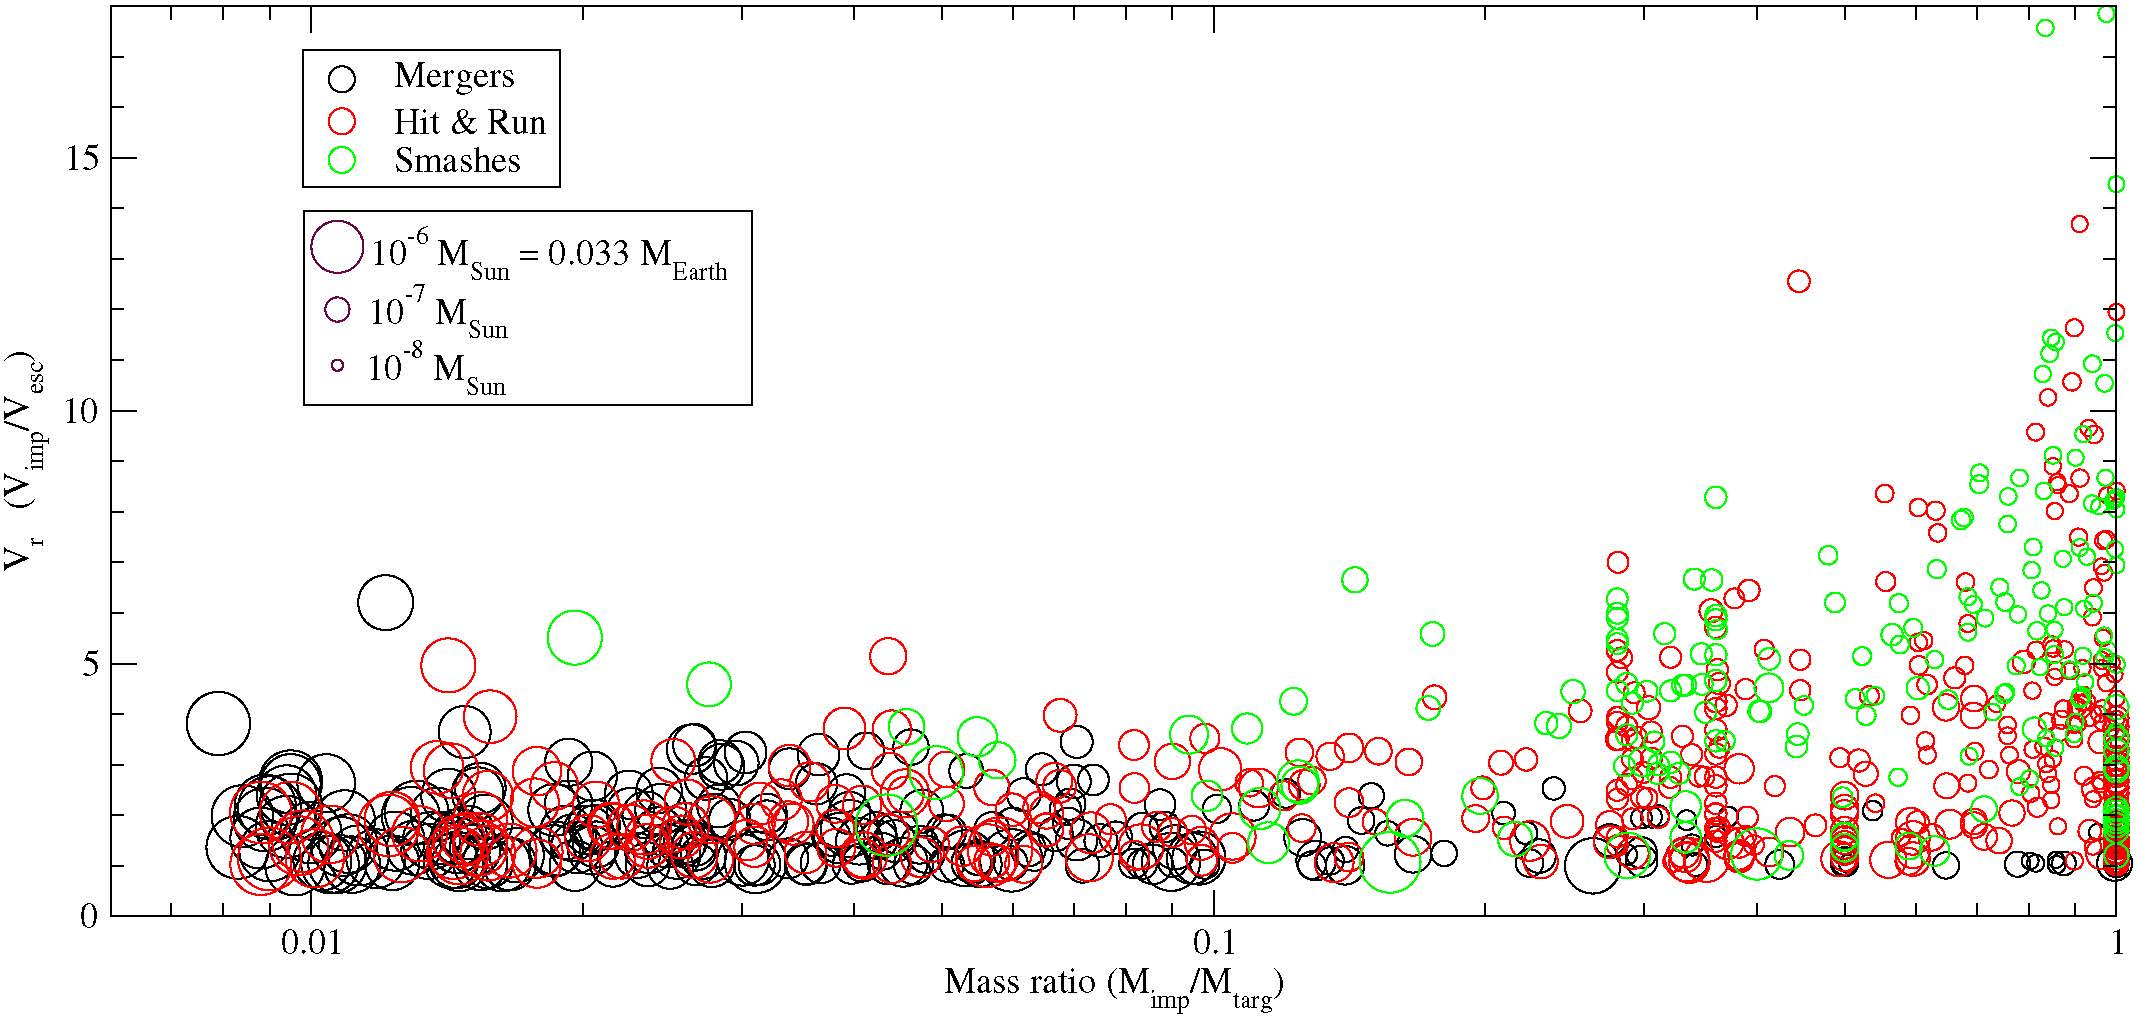 Mergers
Hit & Run
Smashes
10^-6 M_Sun = 0.033 M_Earth
10^-7 M_Sun
10^-8 M_Sun
15
10
5
0
V_r (V_imp/V_esc)
0.01 0.1 1
Mass ratio (M_imp/M_targ)